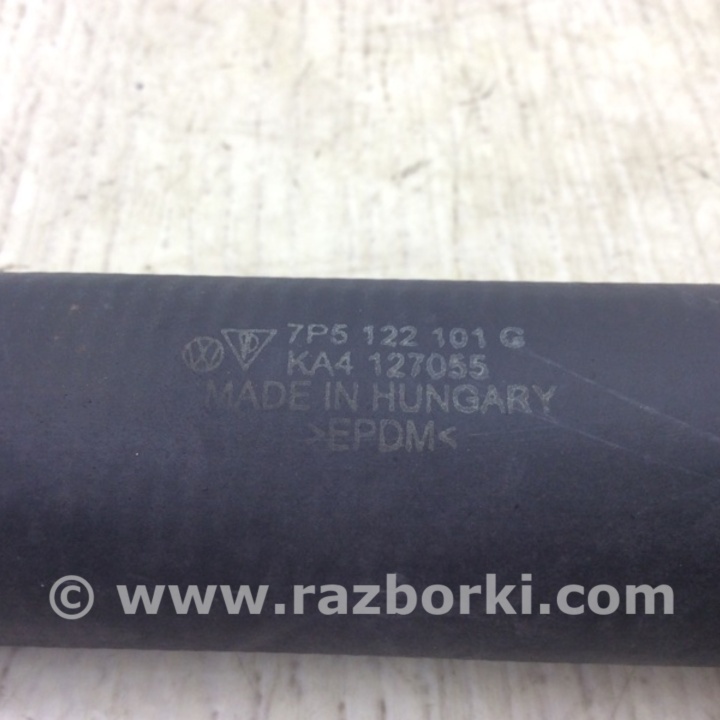 7P5 122 101 G
KA4 127055
MADE IN HUNGARY
>EPDM<
© www.razborki.com